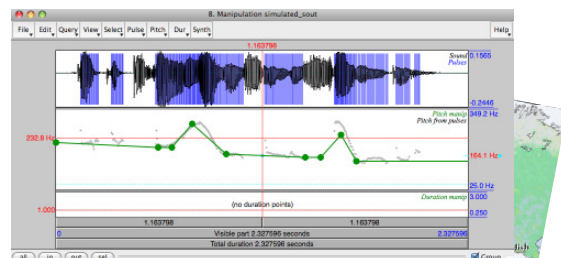 8. Manipulation simulated_sout
File Edit Query View Select Pulse Pitch Dur Synth Help
1.163798
Sound 0.1565
Pulses
-0.2446
Pitch manip 349.2 Hz
Pitch from pulses
232.8 Hz
164.1 Hz
25.0 Hz
Duration manip 3.000
(no duration points)
1.000
0.250
1.163798 1.163798
0 Visible part 2.327596 seconds 2.327596
Total duration 2.327596 seconds
all in out sel Group